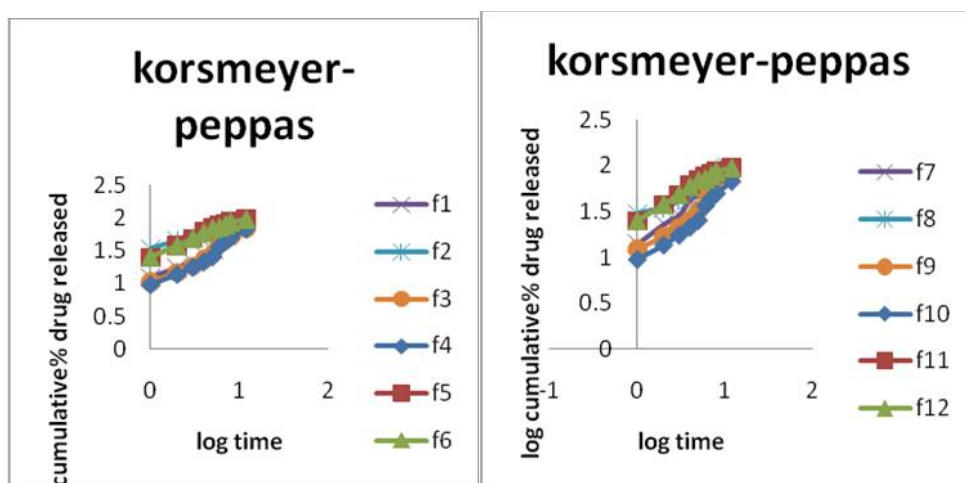 korsmeyer-
peppas
cumulative% drug released
2.5
2
1.5
1
0.5
0
0
1
2
log time
f1
f2
f3
f4
f5
f6
korsmeyer-peppas
log cumulative% drug released
2.5
2
1.5
1
0.5
0
-1
0
1
2
log time
f7
f8
f9
f10
f11
f12